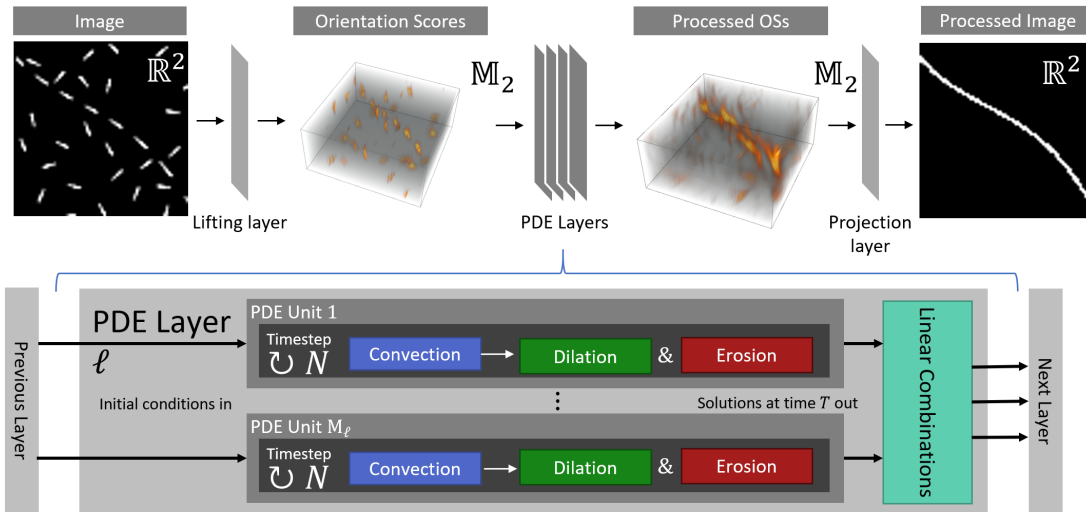 Image
Orientation Scores
Processed OSs
Processed Image
ℝ²
𝕄₂
𝕄₂
ℝ²
Lifting layer
PDE Layers
Projection
layer
Previous Layer
PDE Layer
ℓ
Initial conditions in
PDE Unit 1
Timestep
↻ N
Convection
Dilation
&
Erosion
⋮
Solutions at time T out
PDE Unit M_ℓ
Timestep
↻ N
Convection
Dilation
&
Erosion
Linear Combinations
Next Layer